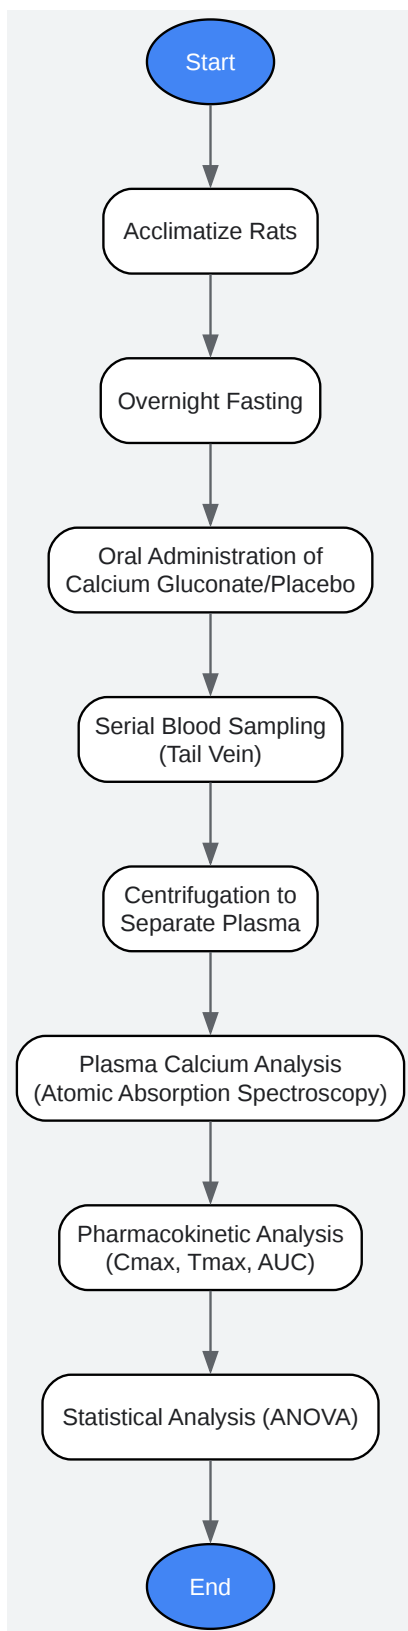 Start
Acclimatize Rats
Overnight Fasting
Oral Administration of
Calcium Gluconate/Placebo
Serial Blood Sampling
(Tail Vein)
Centrifugation to
Separate Plasma
Plasma Calcium Analysis
(Atomic Absorption Spectroscopy)
Pharmacokinetic Analysis
(Cmax, Tmax, AUC)
Statistical Analysis (ANOVA)
End